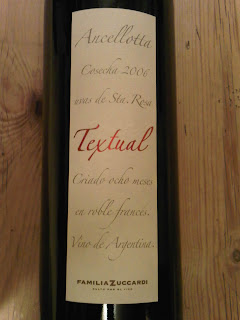 Ancellotta
Cosecha 2006
uvas de Sta. Rosa
Textual
Criado ocho meses
en roble francés.
Vino de Argentina.
FAMILIA ZUCCARDI